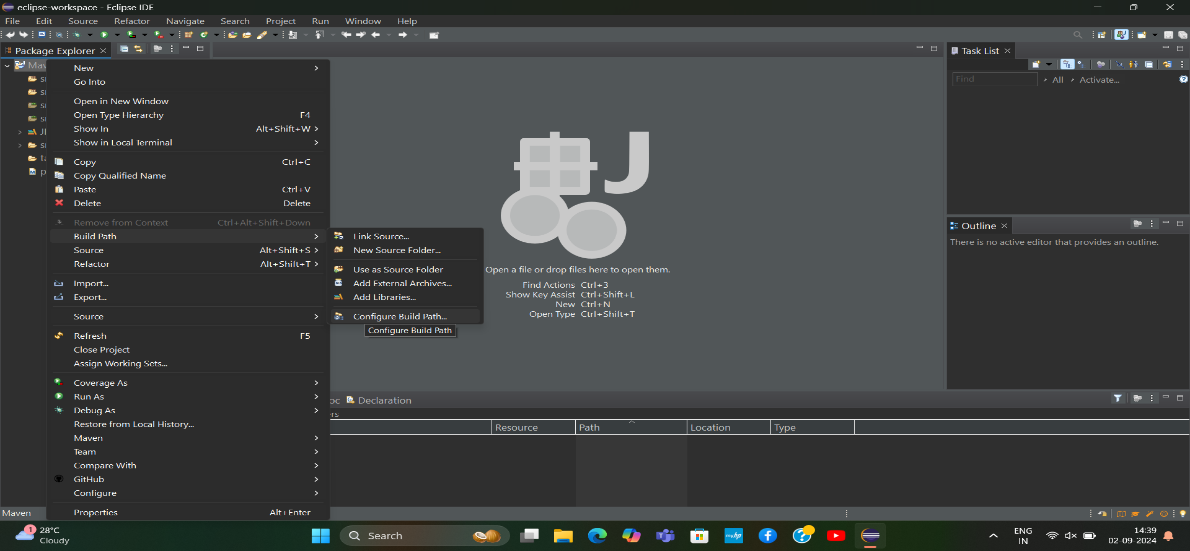 eclipse-workspace - Eclipse IDE
File Edit Source Refactor Navigate Search Project Run Window Help
Package Explorer
Task List
Find All Activate...
New
Go Into
Open in New Window
Open Type Hierarchy F4
Show In Alt+Shift+W
Show in Local Terminal
Copy Ctrl+C
Copy Qualified Name
Paste Ctrl+V
Delete Delete
Remove from Context Ctrl+Alt+Shift+Down
Build Path
Source Alt+Shift+S
Refactor Alt+Shift+T
Import...
Export...
Source
Refresh F5
Close Project
Assign Working Sets...
Coverage As
Run As
Debug As
Restore from Local History...
Maven
Team
Compare With
GitHub
Configure
Properties Alt+Enter
Link Source...
New Source Folder...
Use as Source Folder
Add External Archives...
Add Libraries...
Configure Build Path...
Configure Build Path
J
Open a file or drop files here to open them.
Find Actions Ctrl+3
Show Key Assist Ctrl+Shift+L
New Ctrl+N
Open Type Ctrl+Shift+T
Outline
There is no active editor that provides an outline.
Declaration
Resource Path Location Type
Maven
1
28°C
Cloudy
Search
ENG
IN
14:39
02-09-2024